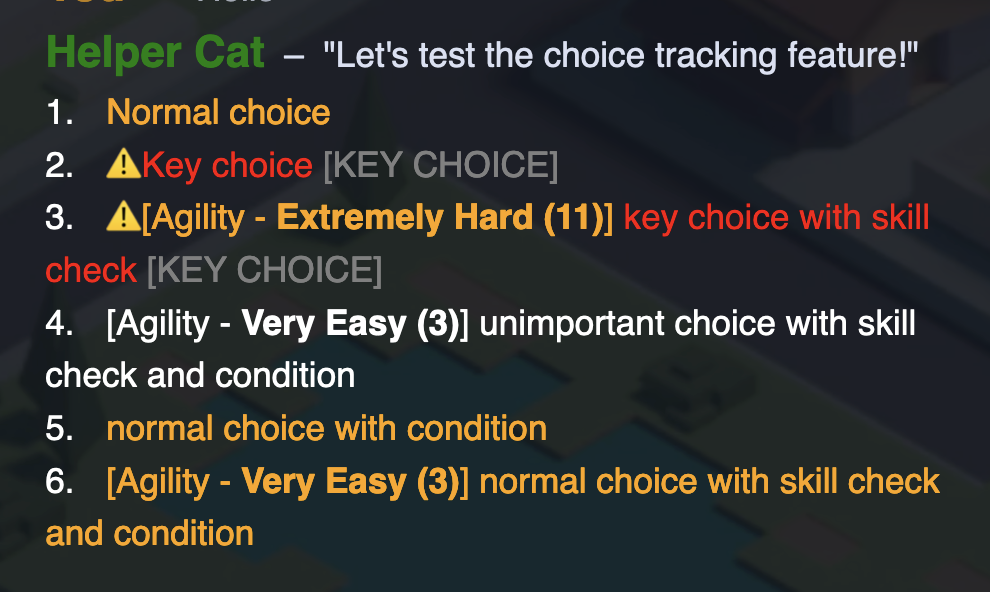 Helper Cat – "Let's test the choice tracking feature!"
1. Normal choice
2. ⚠️Key choice [KEY CHOICE]
3. ⚠️[Agility - Extremely Hard (11)] key choice with skill
check [KEY CHOICE]
4. [Agility - Very Easy (3)] unimportant choice with skill
check and condition
5. normal choice with condition
6. [Agility - Very Easy (3)] normal choice with skill check
and condition